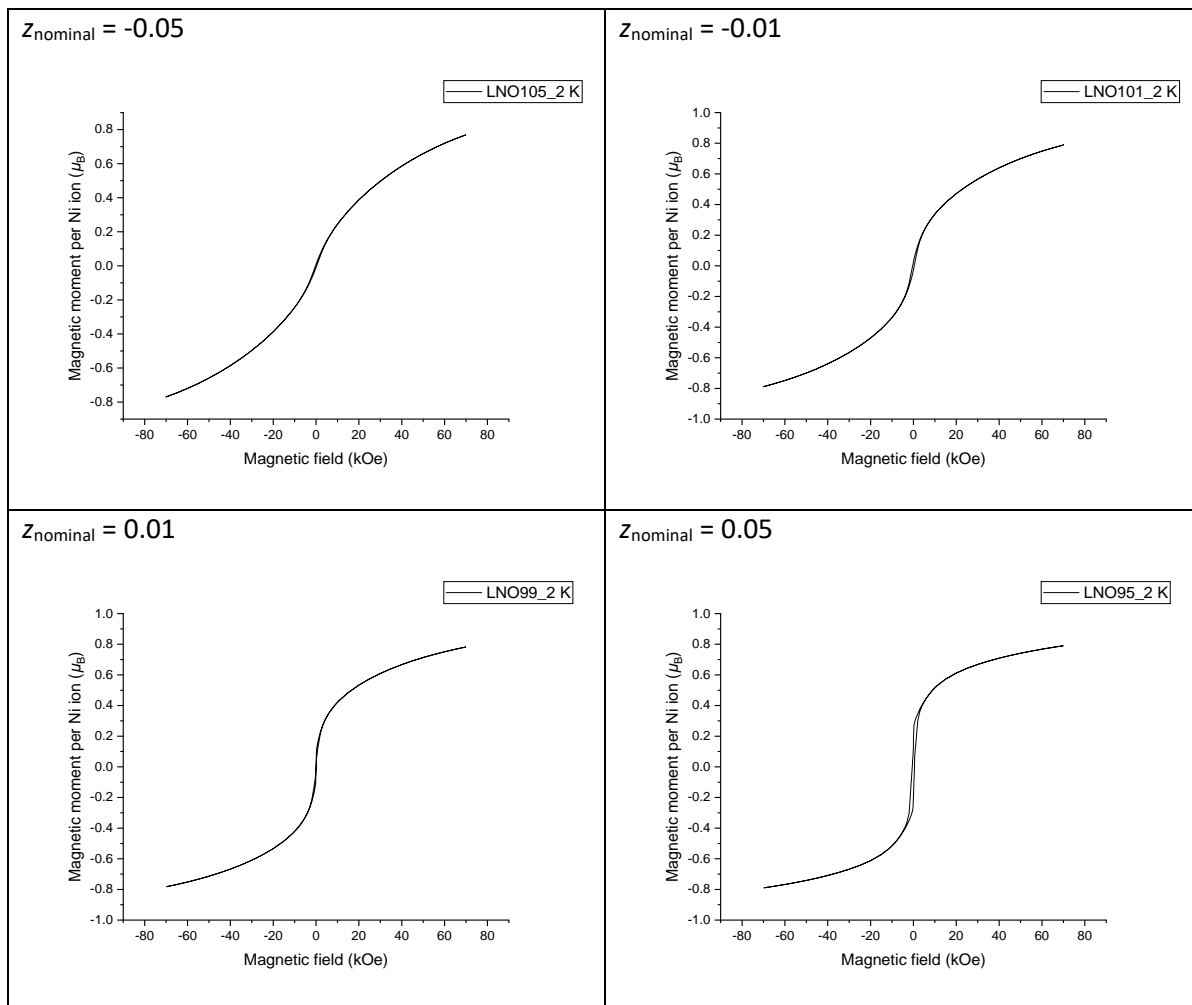 z_nominal = -0.05
LNO105_2 K
0.8
0.6
0.4
0.2
0.0
-0.2
-0.4
-0.6
-0.8
Magnetic moment per Ni ion (μ_B)
-80 -60 -40 -20 0 20 40 60 80
Magnetic field (kOe)
z_nominal = -0.01
LNO101_2 K
1.0
0.8
0.6
0.4
0.2
0.0
-0.2
-0.4
-0.6
-0.8
-1.0
Magnetic moment per Ni ion (μ_B)
-80 -60 -40 -20 0 20 40 60 80
Magnetic field (kOe)
z_nominal = 0.01
LNO99_2 K
1.0
0.8
0.6
0.4
0.2
0.0
-0.2
-0.4
-0.6
-0.8
-1.0
Magnetic moment per Ni ion (μ_B)
-80 -60 -40 -20 0 20 40 60 80
Magnetic field (kOe)
z_nominal = 0.05
LNO95_2 K
1.0
0.8
0.6
0.4
0.2
0.0
-0.2
-0.4
-0.6
-0.8
-1.0
Magnetic moment per Ni ion (μ_B)
-80 -60 -40 -20 0 20 40 60 80
Magnetic field (kOe)